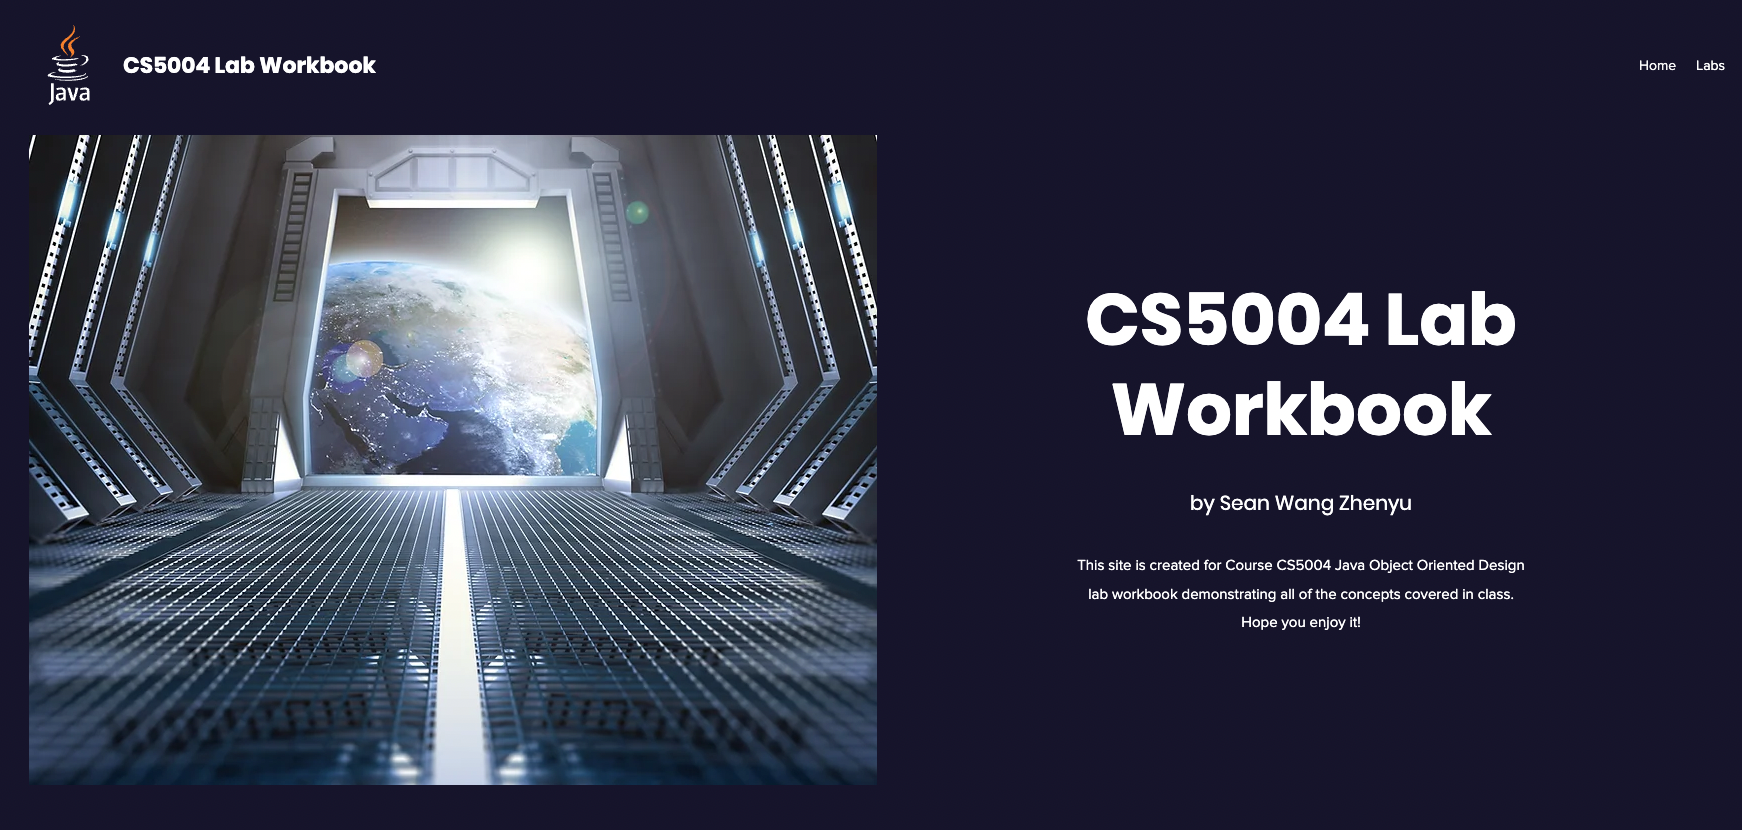 Java
CS5004 Lab Workbook
Home
Labs
CS5004 Lab
Workbook
by Sean Wang Zhenyu
This site is created for Course CS5004 Java Object Oriented Design
lab workbook demonstrating all of the concepts covered in class.
Hope you enjoy it!